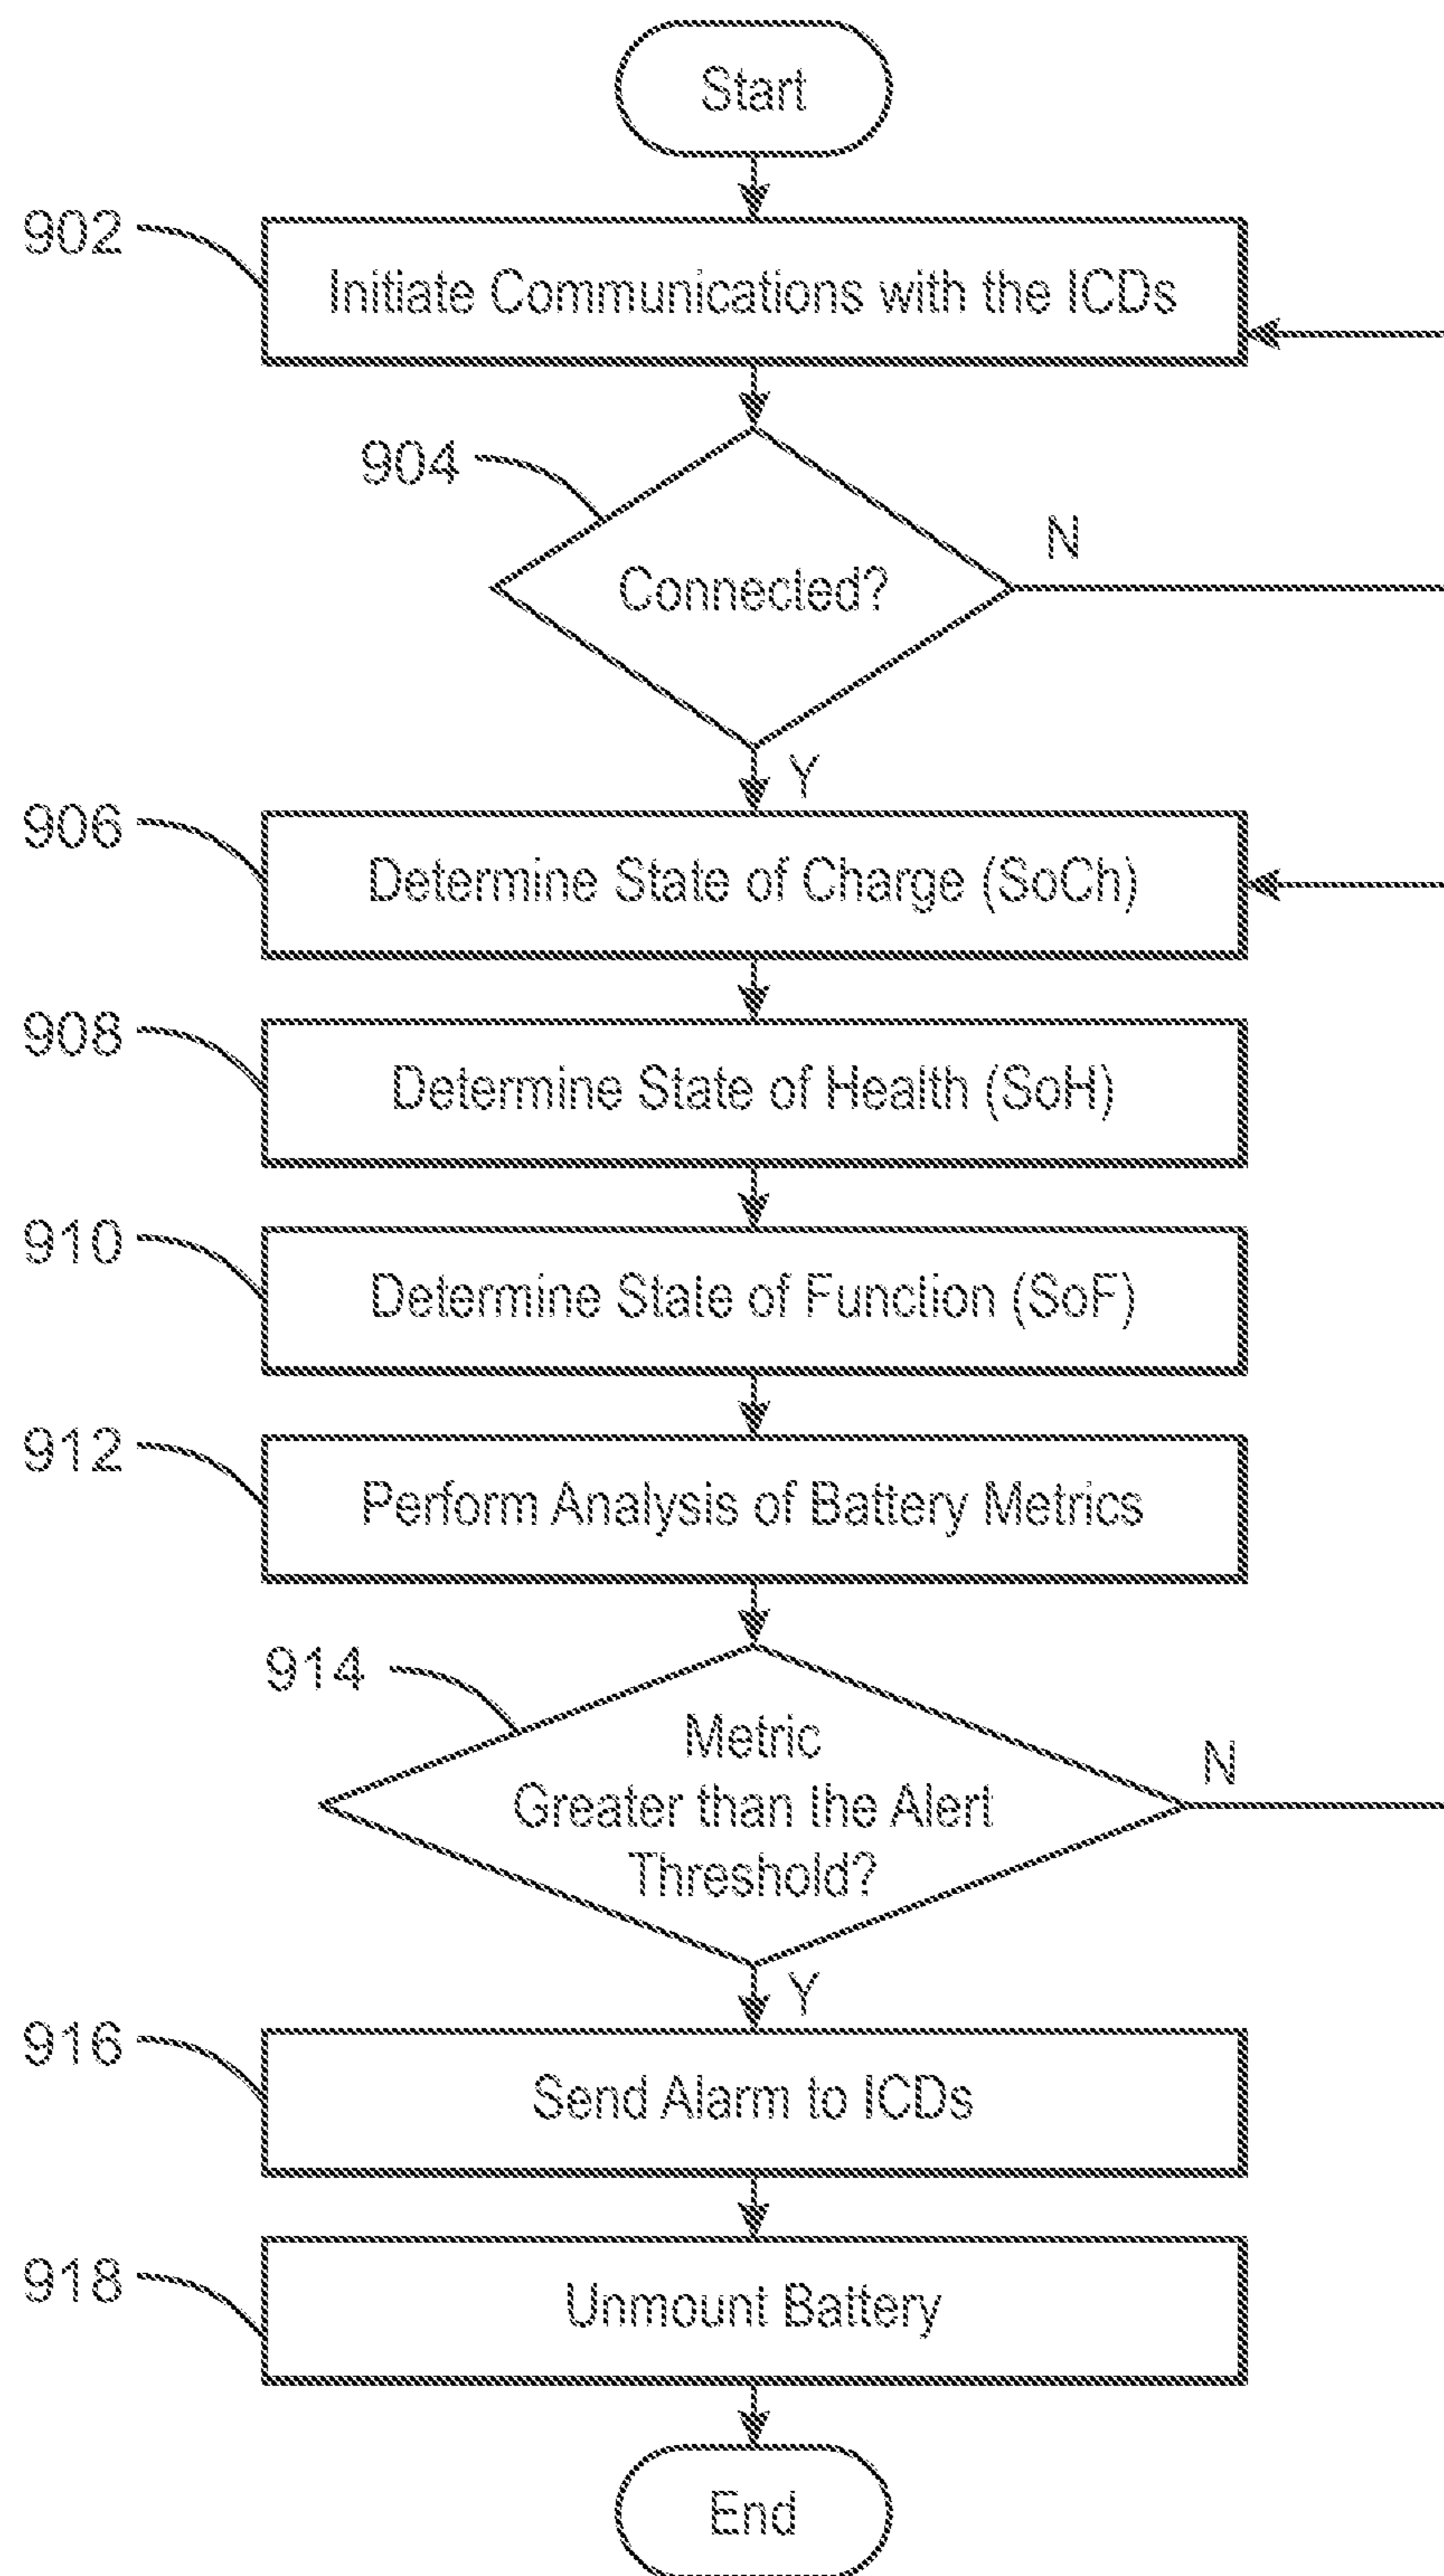 Start
902
Initiate Communications with the ICDs
904
Connected?
N
Y
906
Determine State of Charge (SoCh)
908
Determine State of Health (SoH)
910
Determine State of Function (SoF)
912
Perform Analysis of Battery Metrics
914
Metric
Greater than the Alert
Threshold?
N
Y
916
Send Alarm to ICDs
918
Unmount Battery
End